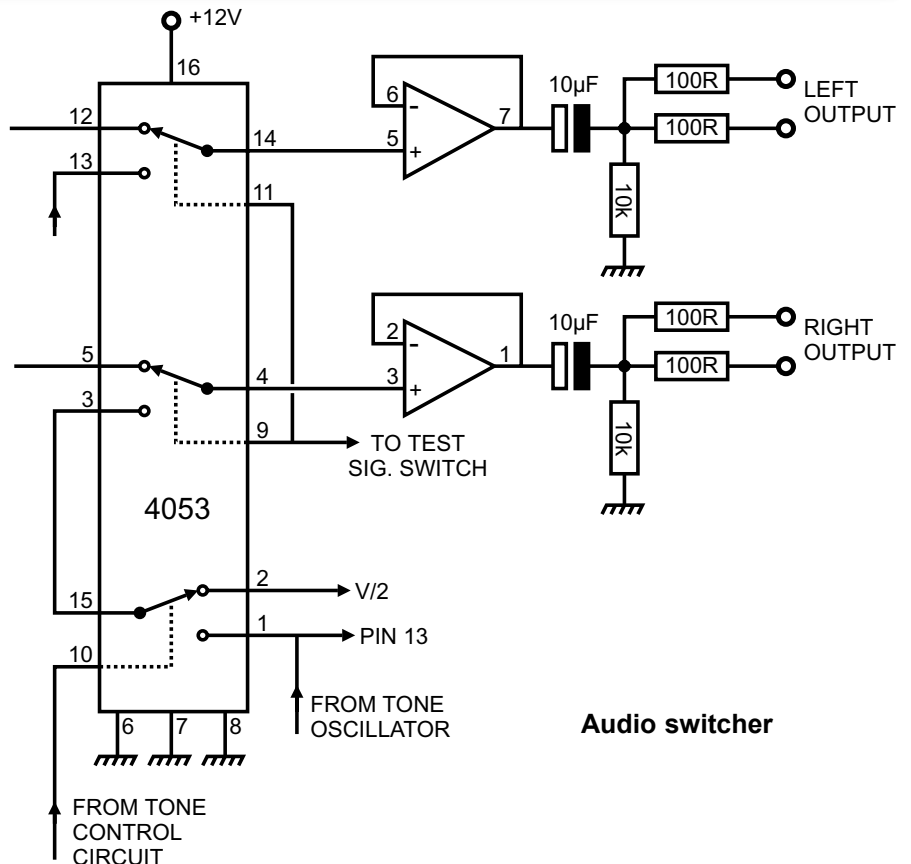 +12V
16
12
13
14
11
6
-
7
5
+
10µF
100R
100R
LEFT
OUTPUT
10k
5
3
4
9
TO TEST
SIG. SWITCH
2
-
1
3
+
10µF
100R
100R
RIGHT
OUTPUT
10k
4053
15
10
2
V/2
1
PIN 13
FROM TONE
OSCILLATOR
6
7
8
Audio switcher
FROM TONE
CONTROL
CIRCUIT